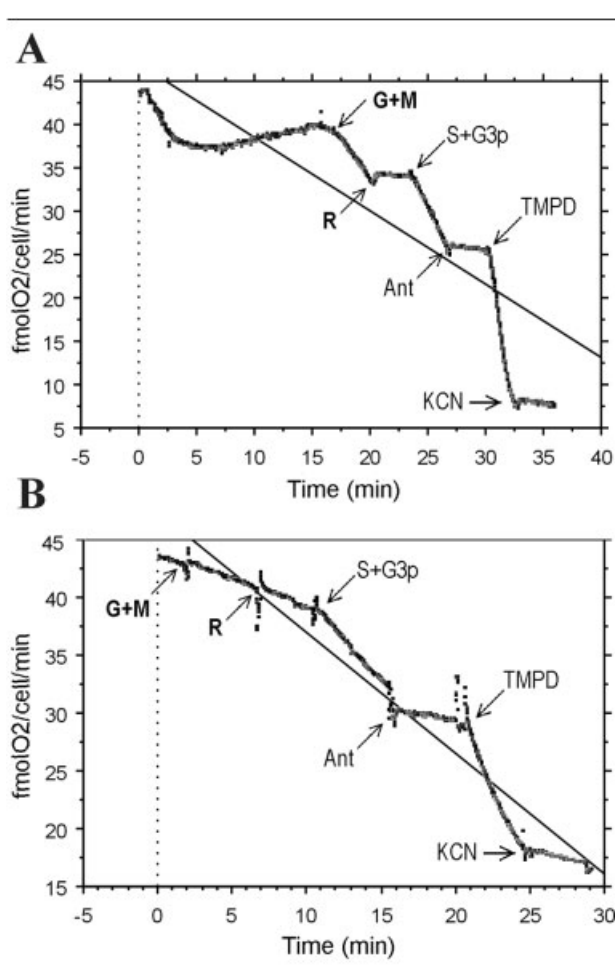 A
45
40
35
30
25
20
15
10
5
G+M
S+G3p
R
TMPD
Ant
KCN
fmolO2/cell/min
-5 0 5 10 15 20 25 30 35 40
Time (min)
B
45
40
35
30
25
20
15
G+M
S+G3p
R
TMPD
Ant
KCN
fmolO2/cell/min
-5 0 5 10 15 20 25 30
Time (min)